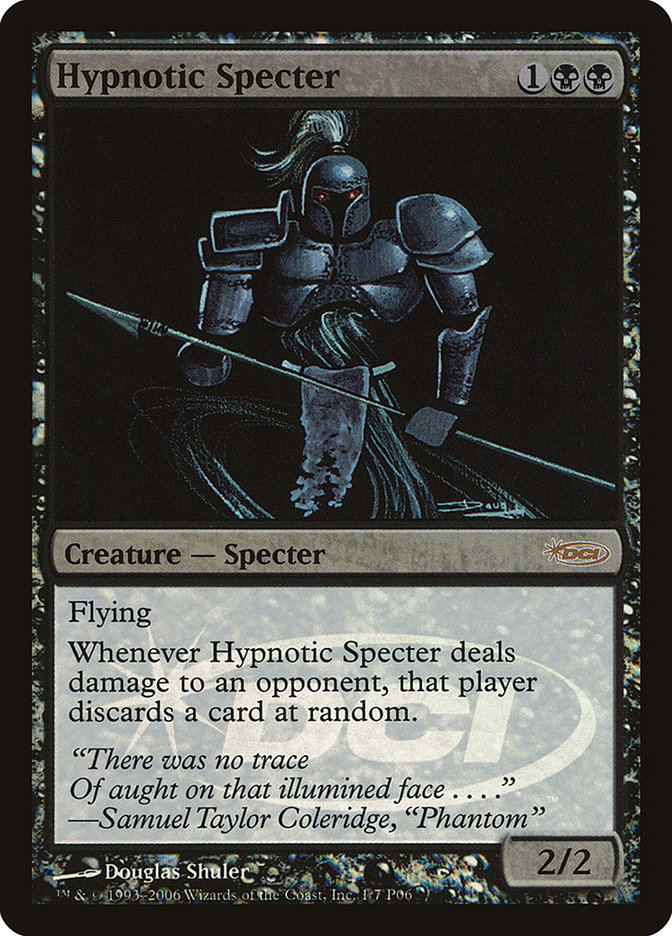 Hypnotic Specter 1
Creature — Specter DCI
Flying
Whenever Hypnotic Specter deals
damage to an opponent, that player
discards a card at random.
DCI
“There was no trace
Of aught on that illumined face . . . .”
—Samuel Taylor Coleridge, “Phantom”
2/2
Douglas Shuler
™ & © 1993–2006 Wizards of the Coast, Inc. 1/7 P06